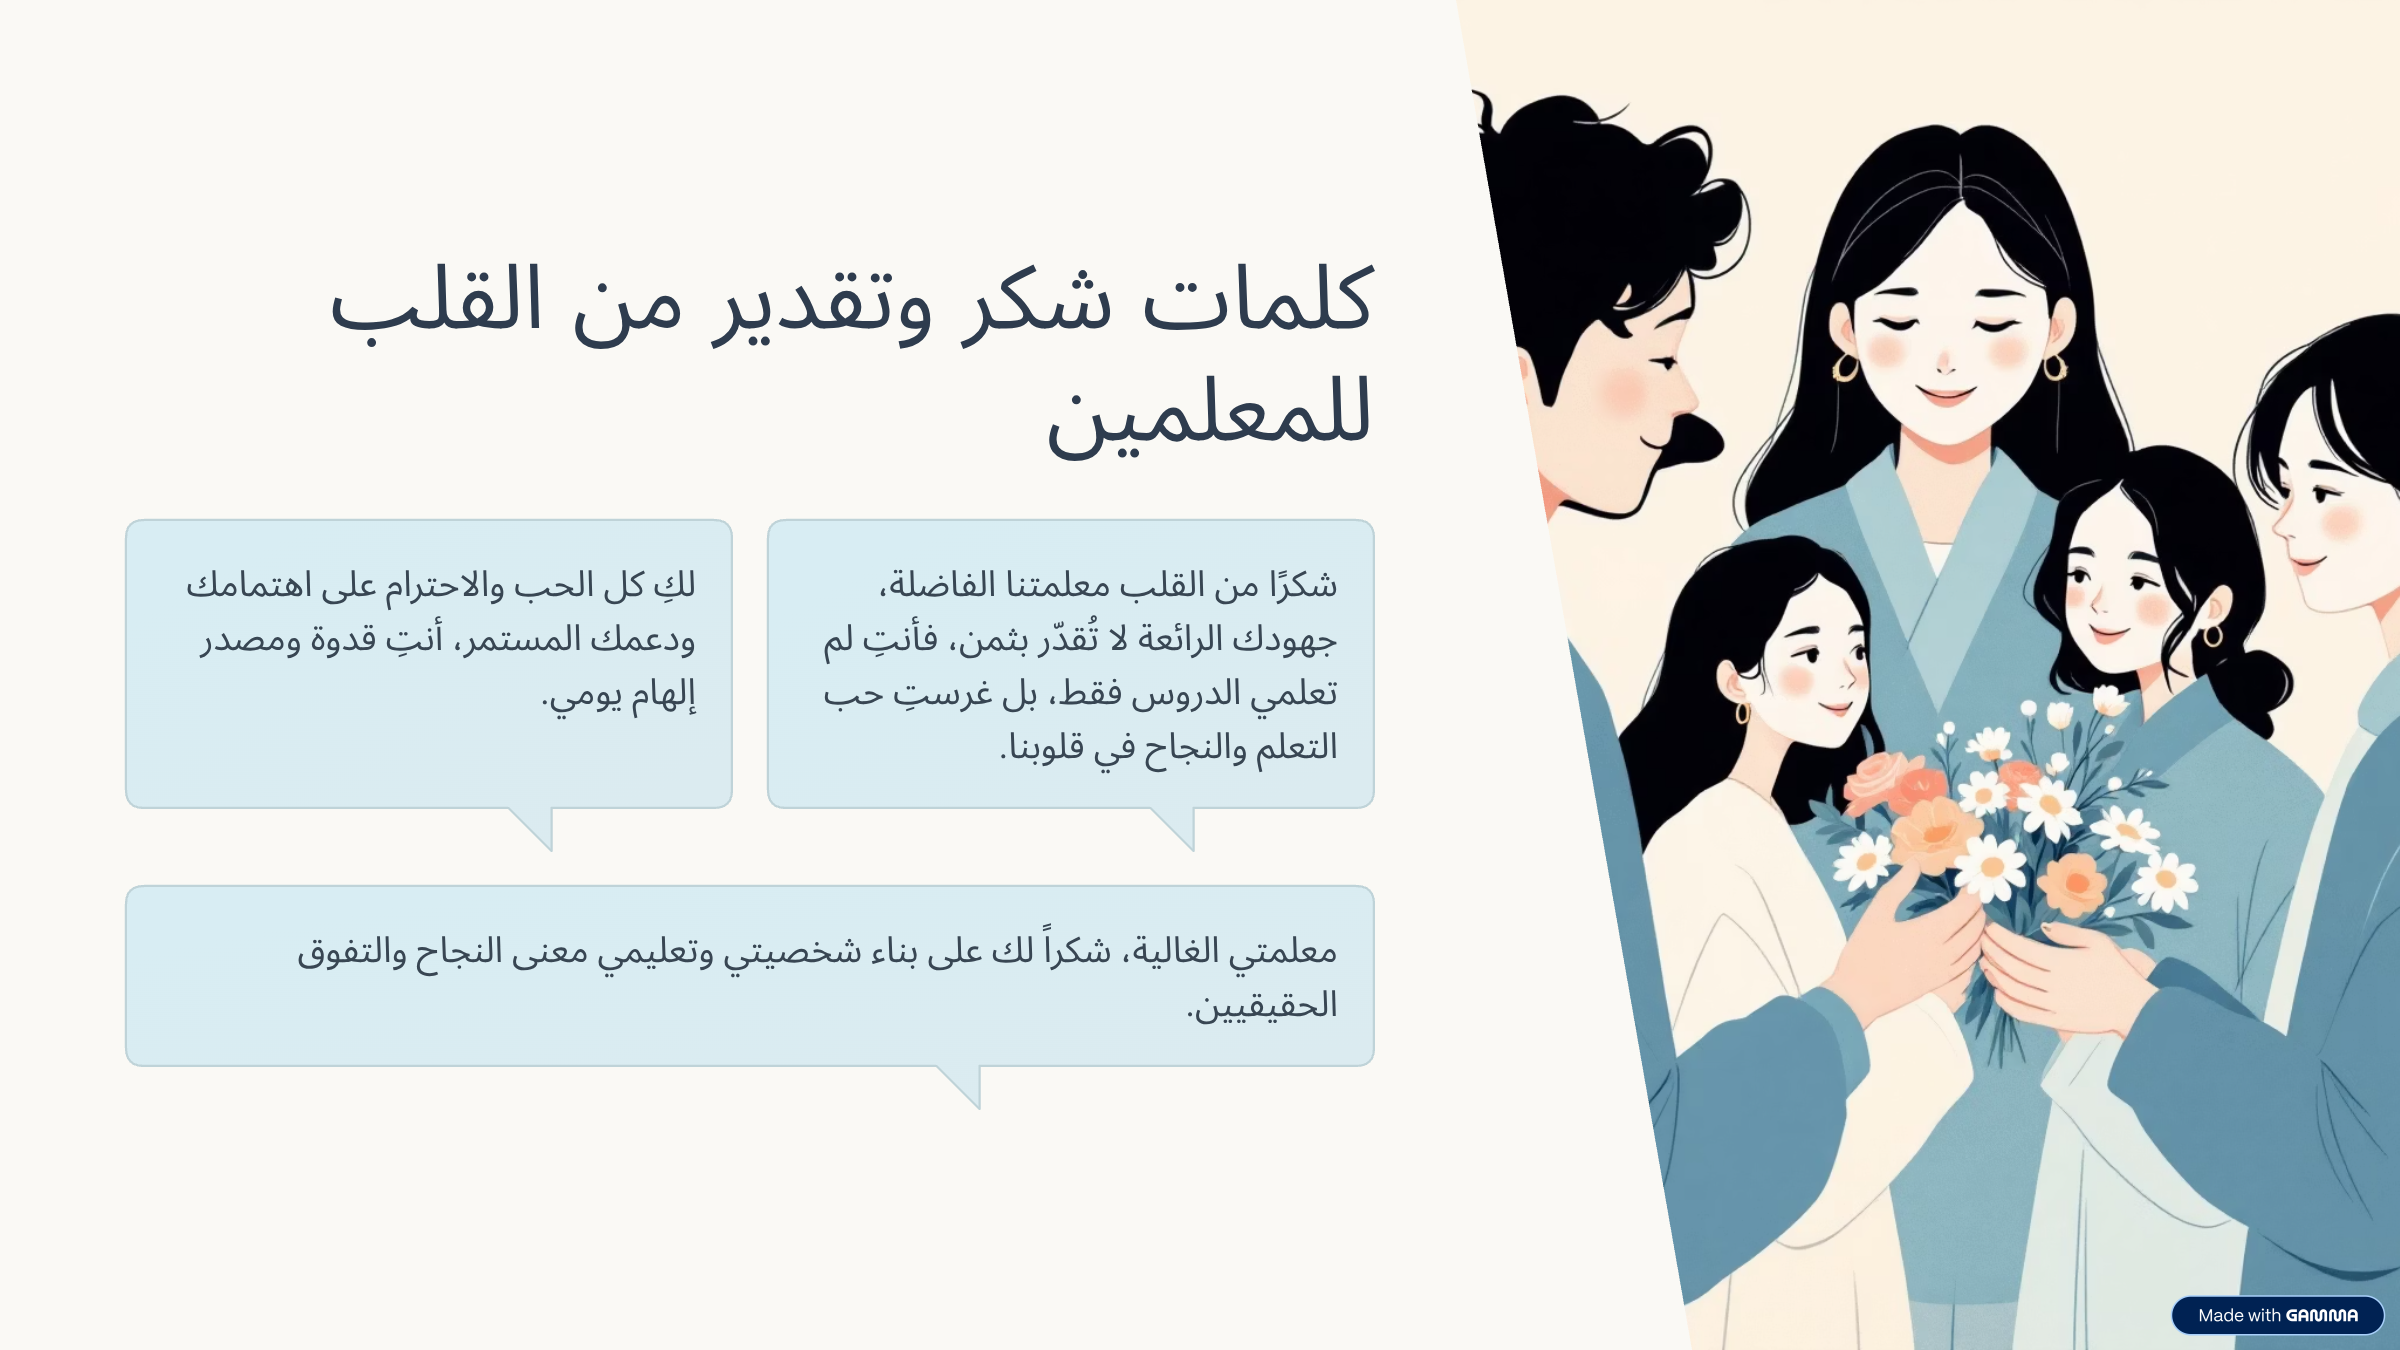 كلمات شكر وتقدير من القلب
للمعلمين
شكرًا من القلب معلمتنا الفاضلة،
جهودك الرائعة لا تُقدّر بثمن، فأنتِ لم
تعلمي الدروس فقط، بل غرستِ حب
التعلم والنجاح في قلوبنا.
لكِ كل الحب والاحترام على اهتمامك
ودعمك المستمر، أنتِ قدوة ومصدر
إلهام يومي.
معلمتي الغالية، شكراً لك على بناء شخصيتي وتعليمي معنى النجاح والتفوق
الحقيقيين.
Made with GAMMA